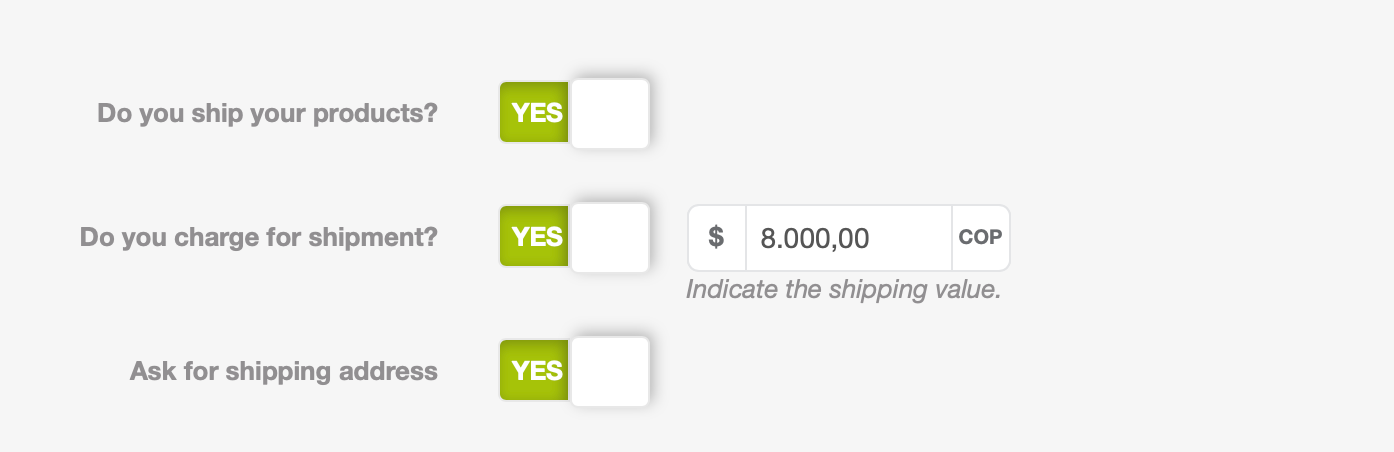 Do you ship your products? YES
Do you charge for shipment? YES $ 8.000,00 COP
Indicate the shipping value.
Ask for shipping address YES